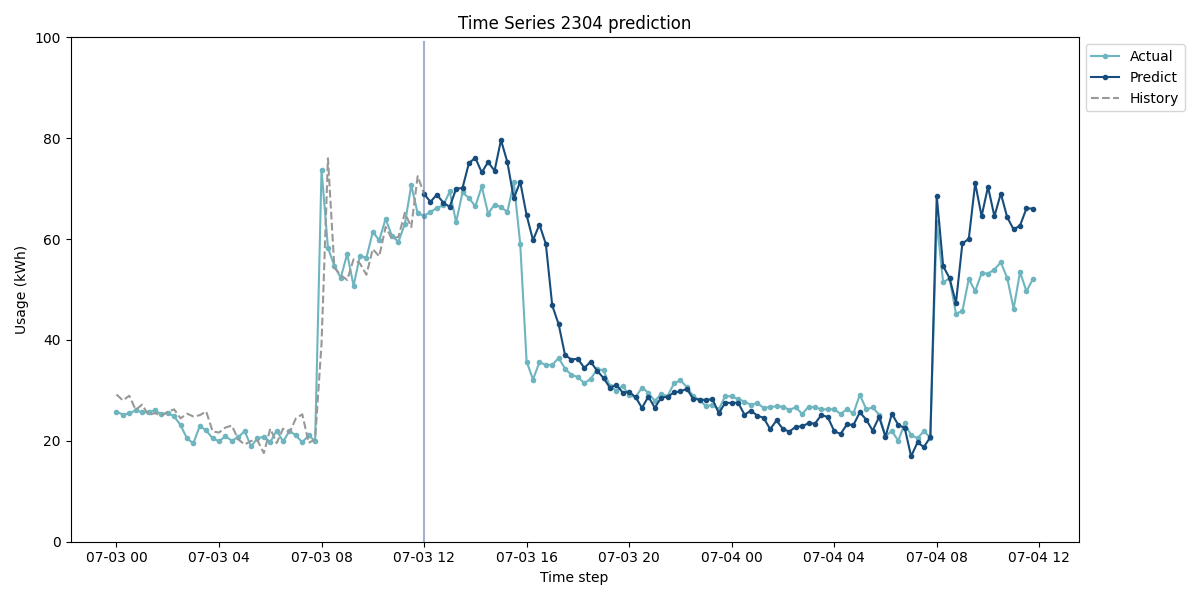 Time Series 2304 prediction
Usage (kWh)
100
80
60
40
20
0
07-03 00
07-03 04
07-03 08
07-03 12
07-03 16
07-03 20
07-04 00
07-04 04
07-04 08
07-04 12
Time step
Actual
Predict
History